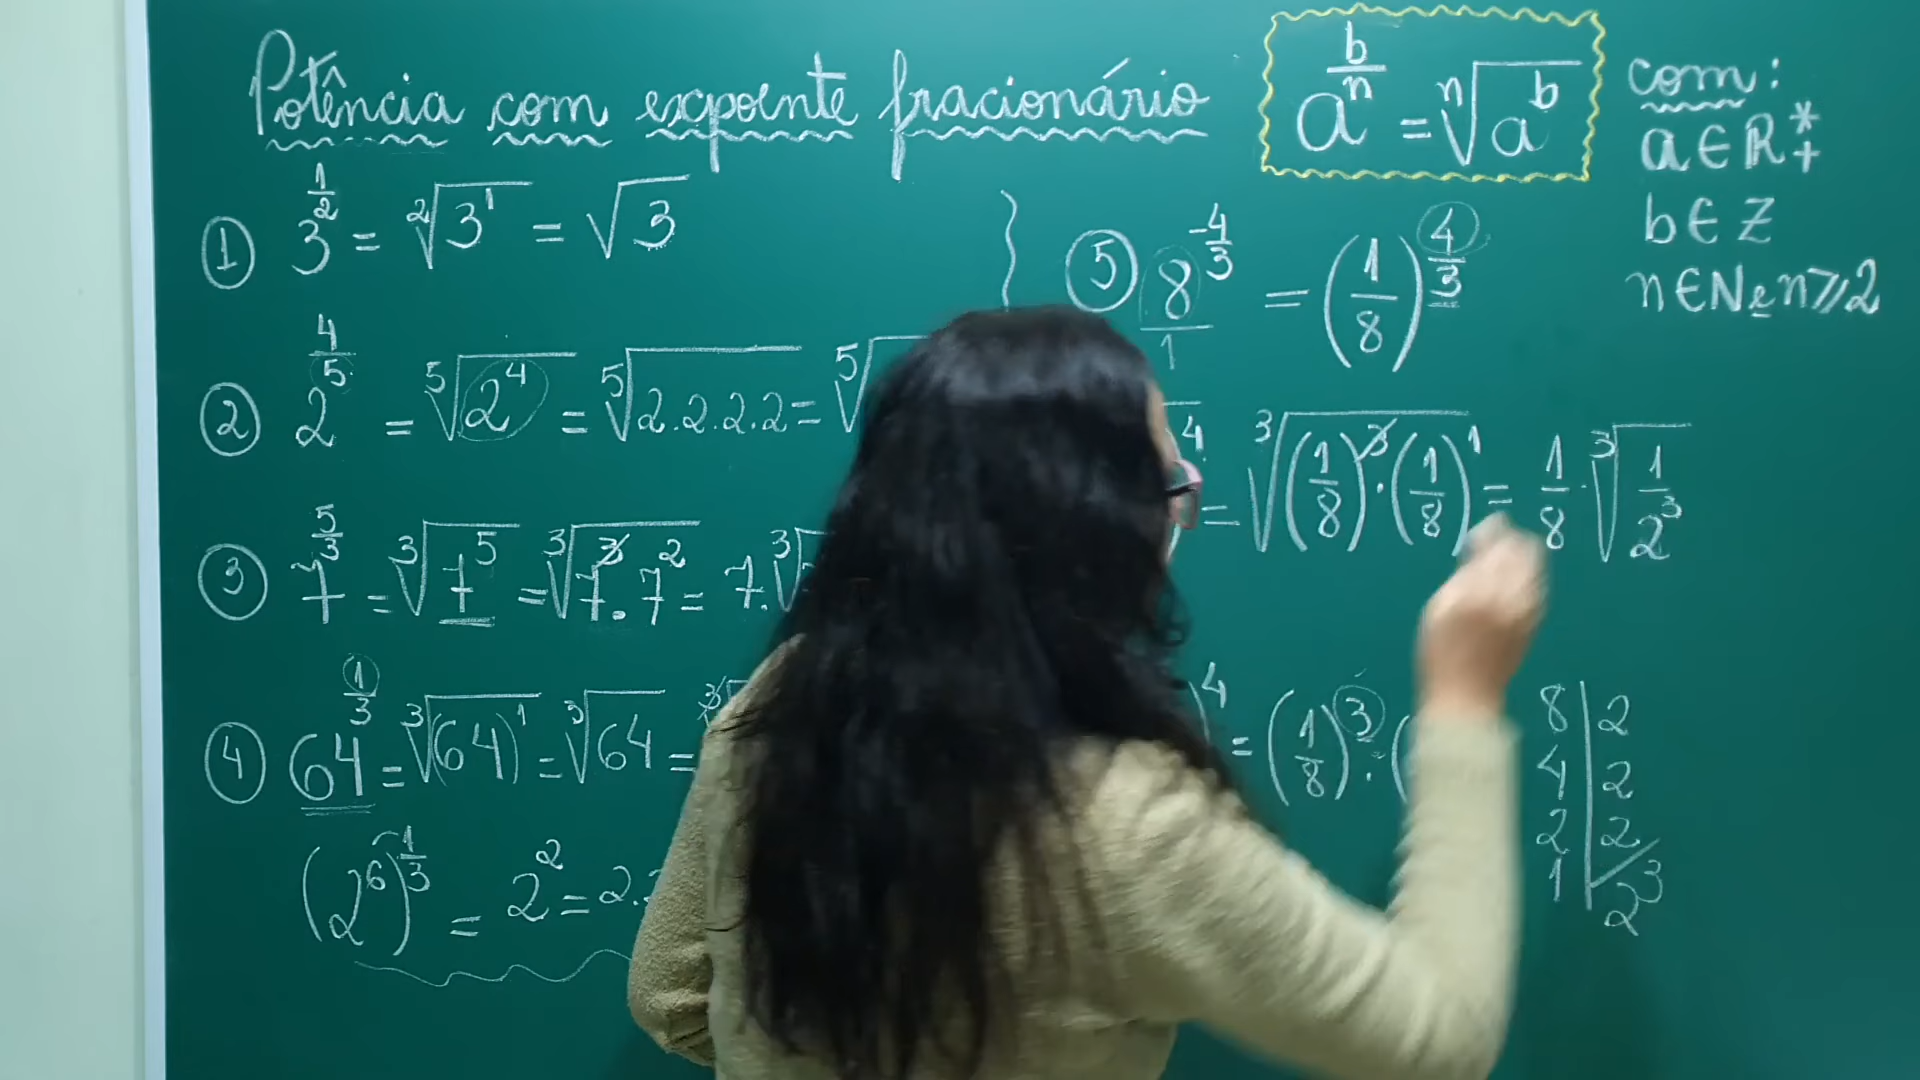 Potência com expoente fracionário
a^(b/n) = ⁿ√(a^b)
com:
a ∈ ℝ*₊
b ∈ Z
n ∈ N e n ⩾ 2
① 3^(1/2) = ²√(3¹) = √3
② 2^(4/5) = ⁵√(2⁴) = ⁵√(2.2.2.2) = ⁵√
③ 7^(5/3) = ³√(7⁵) = ³√(7³.7²) = 7.³√
④ 64^(1/3) = ³√((64)¹) = ³√64 =
(2⁶)^(1/3) = 2² = 2.
⑤ 8^(-4/3) = (1/8)^(4/3)
1
4 = ³√((1/8)³.(1/8)¹) = 1/8 . ³√(1/2³)
)⁴ = (1/8)³.(
8 | 2
4 | 2
2 | 2
1 | 2³